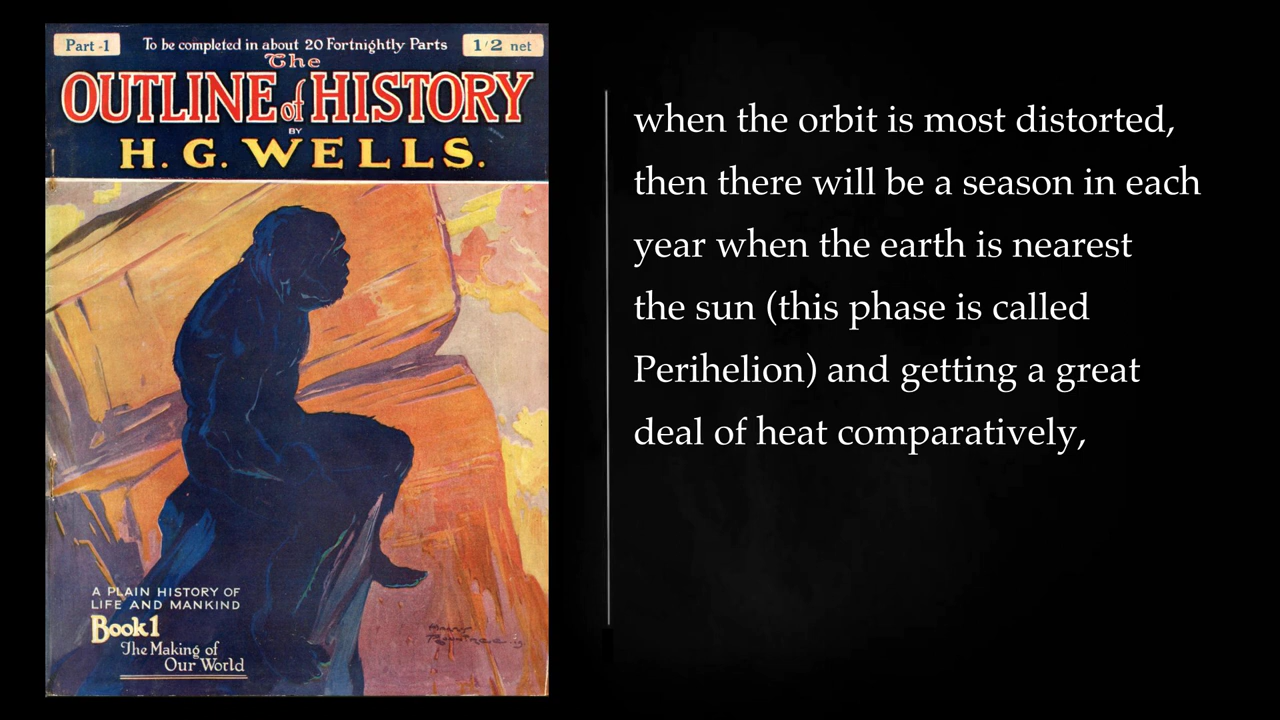 Part -1
To be completed in about 20 Fortnightly Parts
1/2 net
The
OUTLINE of HISTORY
BY
H. G. WELLS.
A PLAIN HISTORY OF
LIFE AND MANKIND
Book 1
The Making of
Our World
when the orbit is most distorted,
then there will be a season in each
year when the earth is nearest
the sun (this phase is called
Perihelion) and getting a great
deal of heat comparatively,